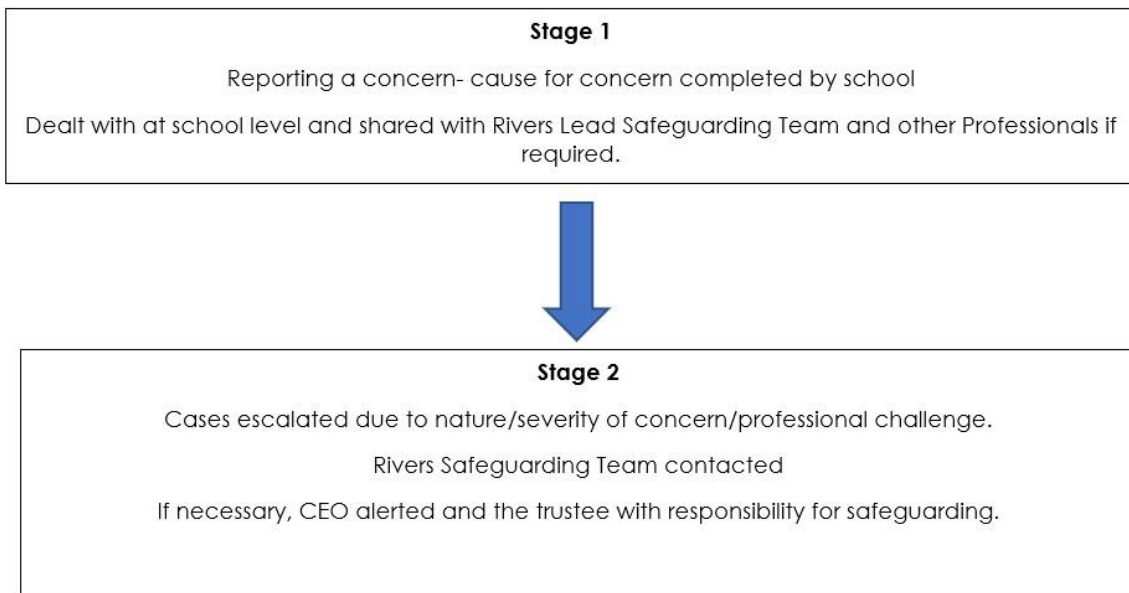 Stage 1
Reporting a concern- cause for concern completed by school
Dealt with at school level and shared with Rivers Lead Safeguarding Team and other Professionals if
required.
Stage 2
Cases escalated due to nature/severity of concern/professional challenge.
Rivers Safeguarding Team contacted
If necessary, CEO alerted and the trustee with responsibility for safeguarding.